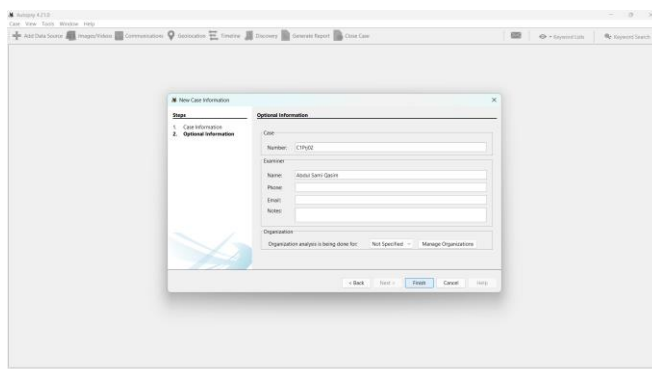 Autopsy 4.21.0
Case View Tools Window Help
Add Data Source Images/Videos Communications Geolocation Timeline Discovery Generate Report Close Case Keyword Lists Keyword Search
New Case Information
Steps
1. Case Information
2. Optional Information
Optional Information
Case
Number:
Examiner
Name: Abdul Sami Qasim
Phone:
Email:
Notes:
Organization
Organization analysis is being done for: Not Specified Manage Organizations
< Back Next > Finish Cancel Help